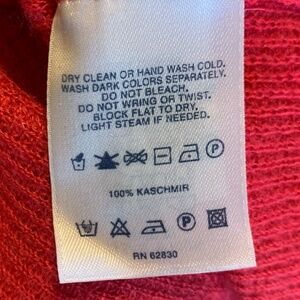 DRY CLEAN OR HAND WASH COLD.
WASH DARK COLORS SEPARATELY.
DO NOT BLEACH.
DO NOT WRING OR TWIST.
BLOCK FLAT TO DRY.
LIGHT STEAM IF NEEDED.
P
100% KASCHMIR
P
RN 62830